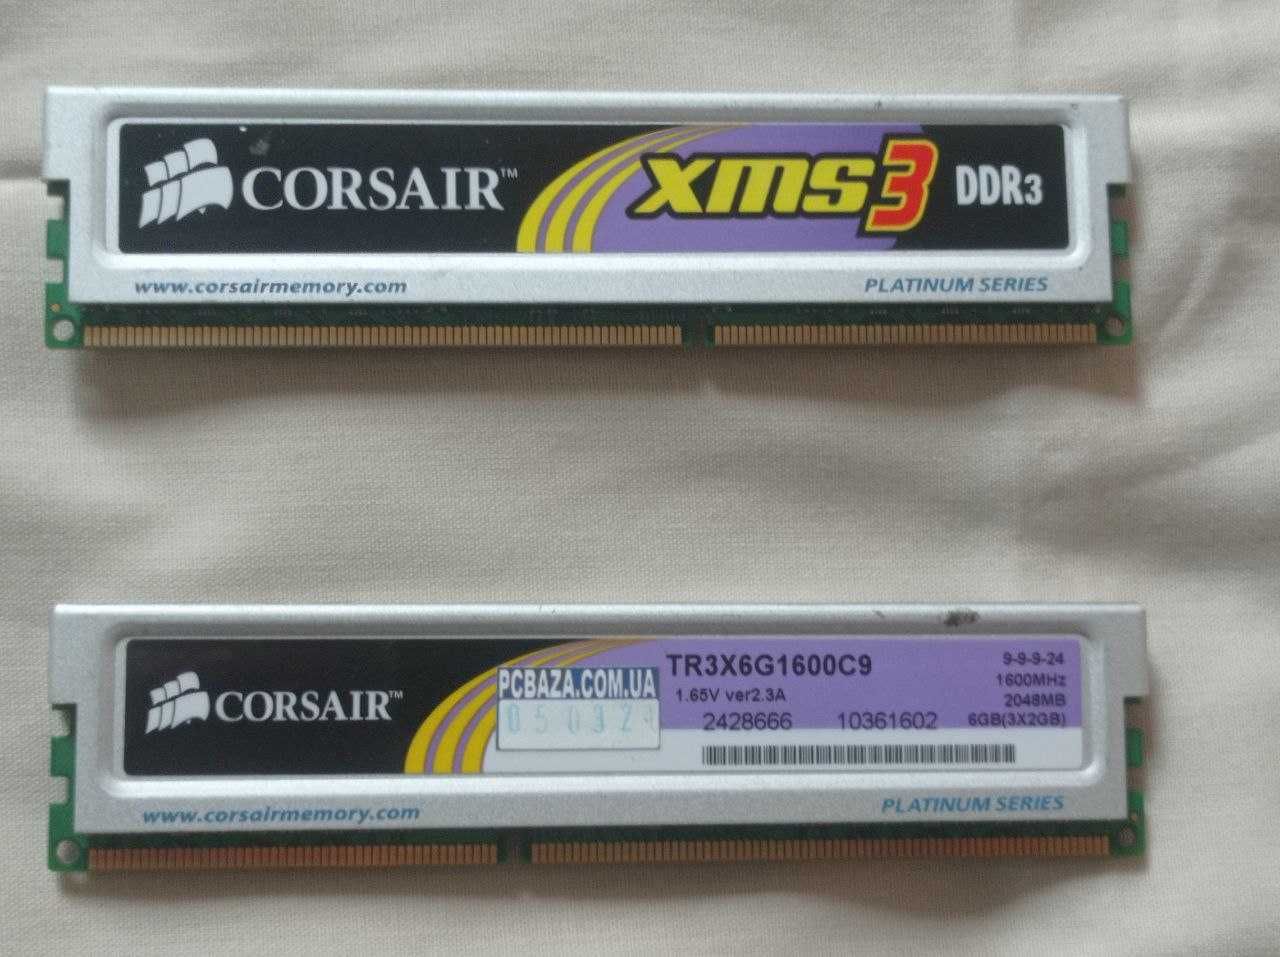 CORSAIR™
xms3 DDR3
www.corsairmemory.com
PLATINUM SERIES
CORSAIR™
PCBAZA.COM.UA
TR3X6G1600C9
1.65V ver2.3A
2428666 10361602
9-9-9-24
1600MHz
2048MB
6GB(3X2GB)
www.corsairmemory.com
PLATINUM SERIES